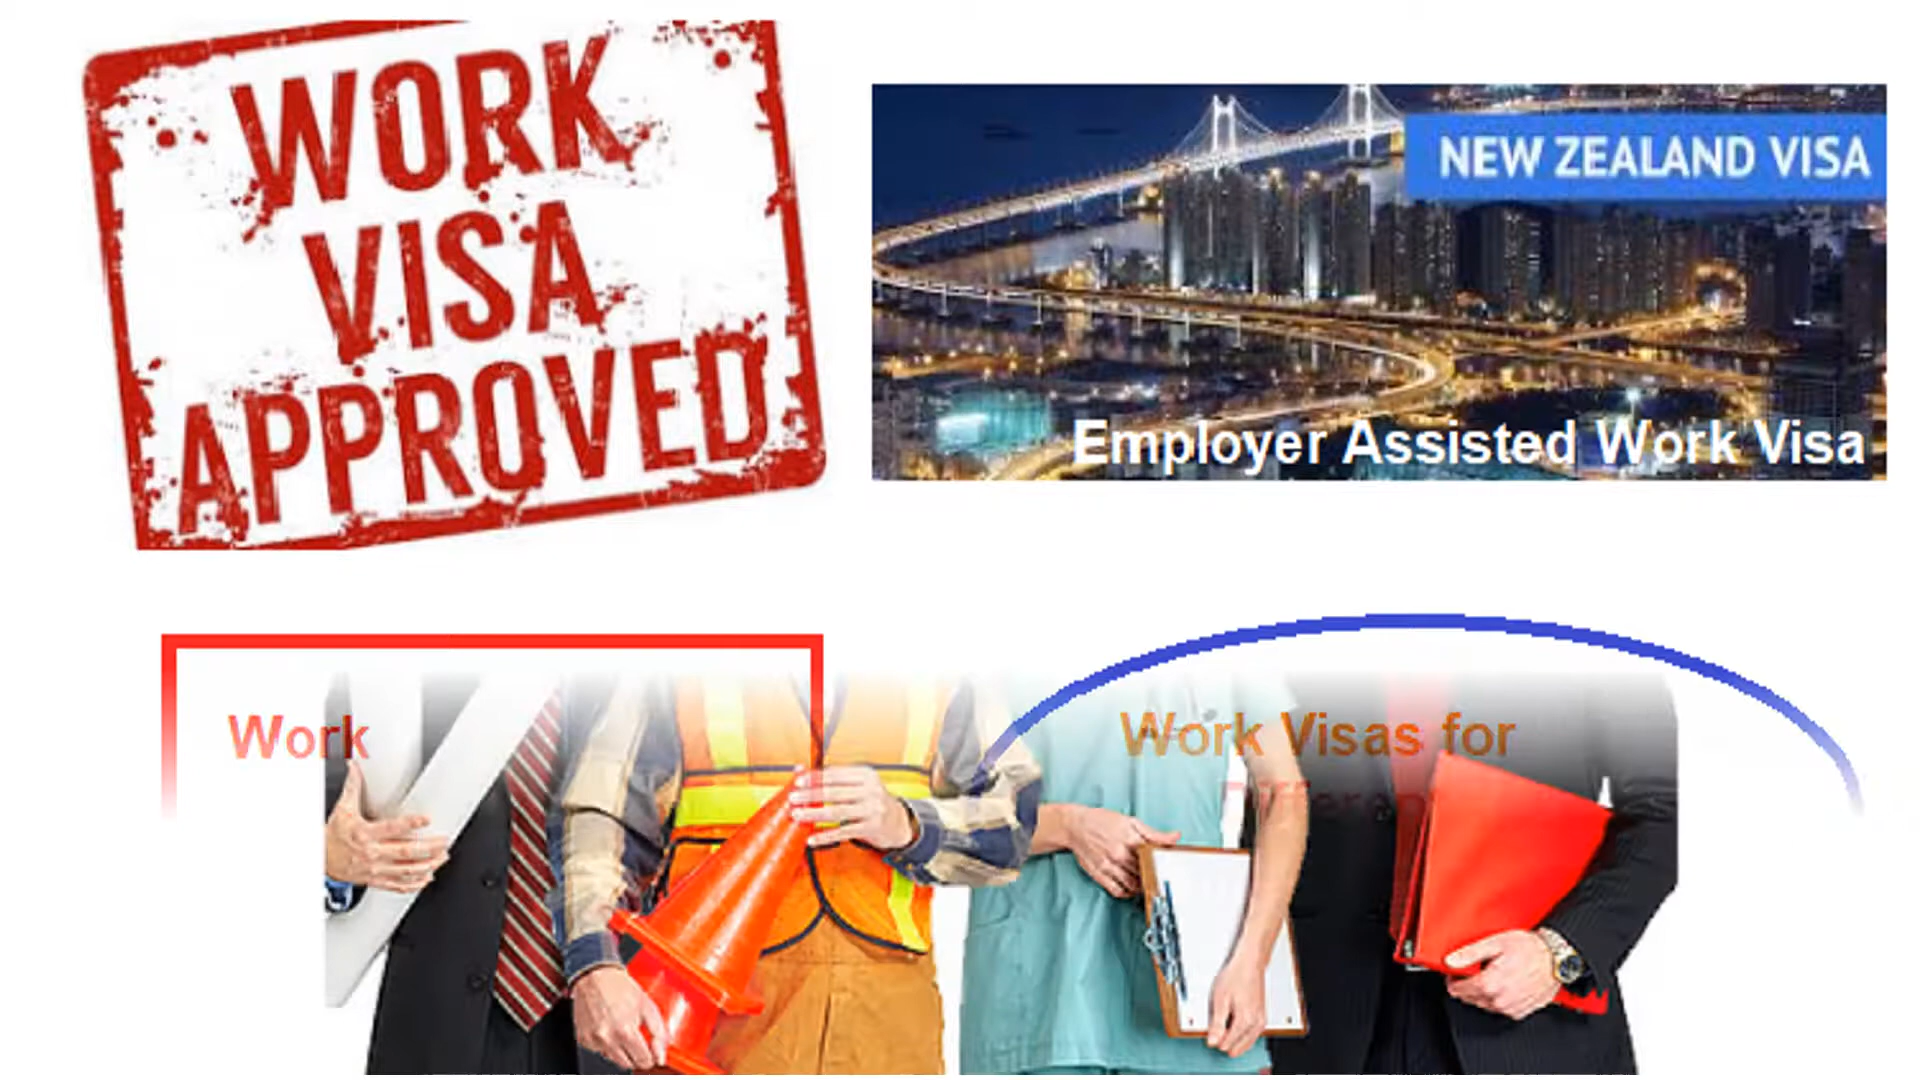 WORK
VISA
APPROVED
NEW ZEALAND VISA
Employer Assisted Work Visa
Work
Work Visas for